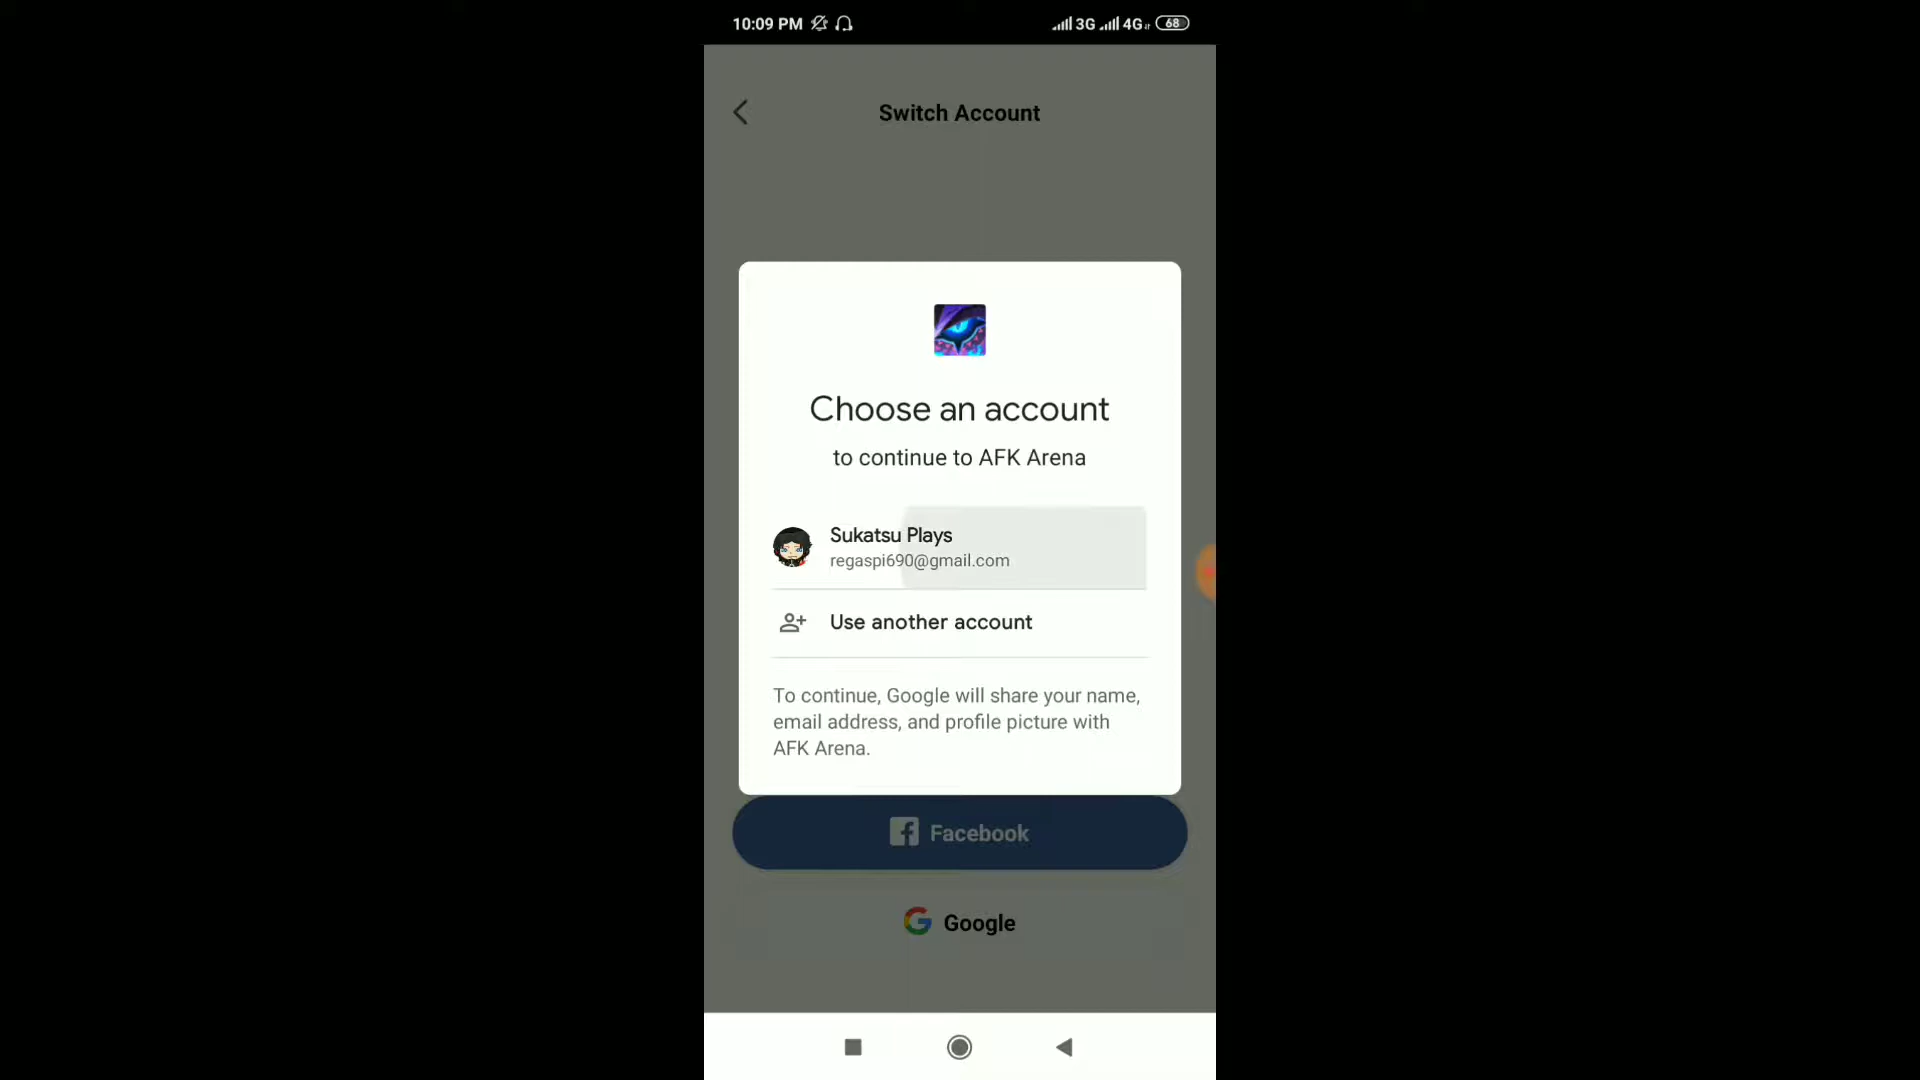 10:09 PM 3G 4G 68
Switch Account
Choose an account
to continue to AFK Arena
Sukatsu Plays
regaspi690@gmail.com
Use another account
To continue, Google will share your name,
email address, and profile picture with
AFK Arena.
Facebook
Google